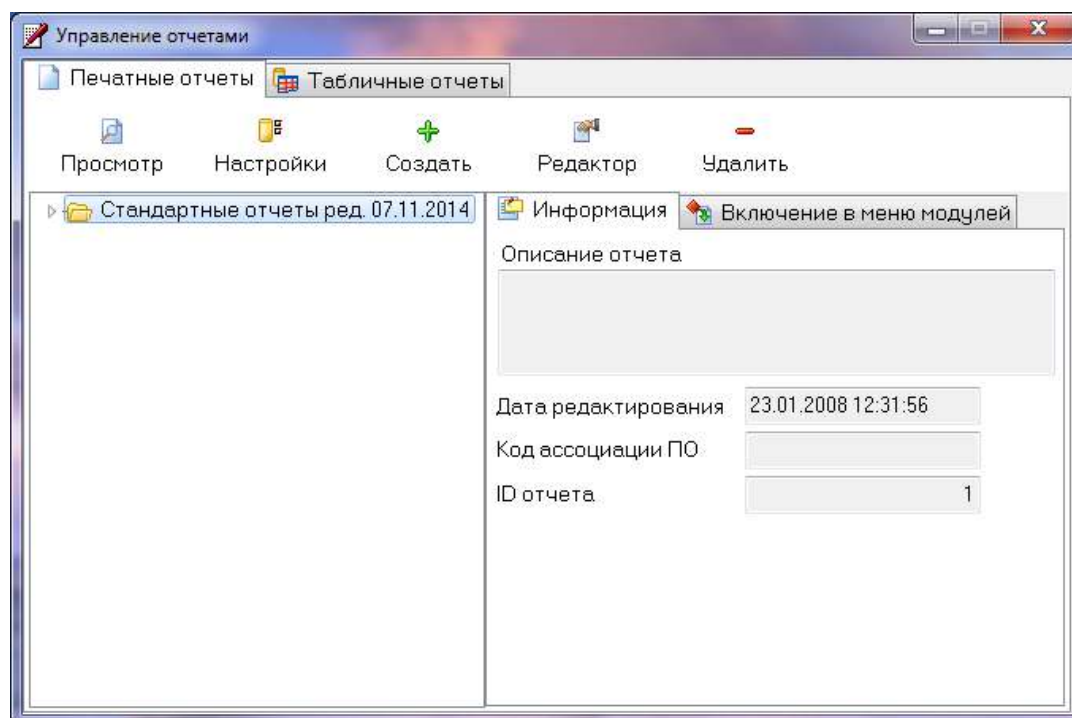 Управление отчетами
Печатные отчеты Табличные отчеты
Просмотр Настройки Создать Редактор Удалить
Стандартные отчеты ред. 07.11.2014
Информация Включение в меню модулей
Описание отчета
Дата редактирования 23.01.2008 12:31:56
Код ассоциации ПО
ID отчета 1